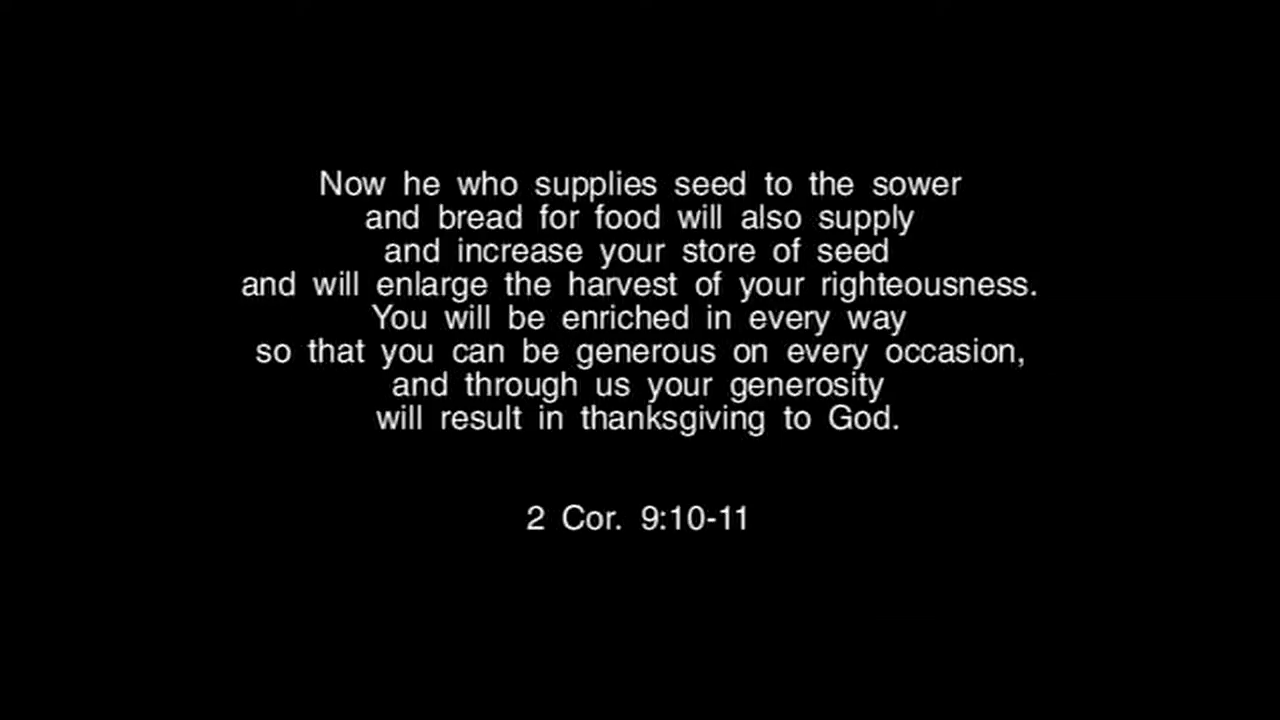 Now he who supplies seed to the sower
and bread for food will also supply
and increase your store of seed
and will enlarge the harvest of your righteousness.
You will be enriched in every way
so that you can be generous on every occasion,
and through us your generosity
will result in thanksgiving to God.
2 Cor. 9:10-11